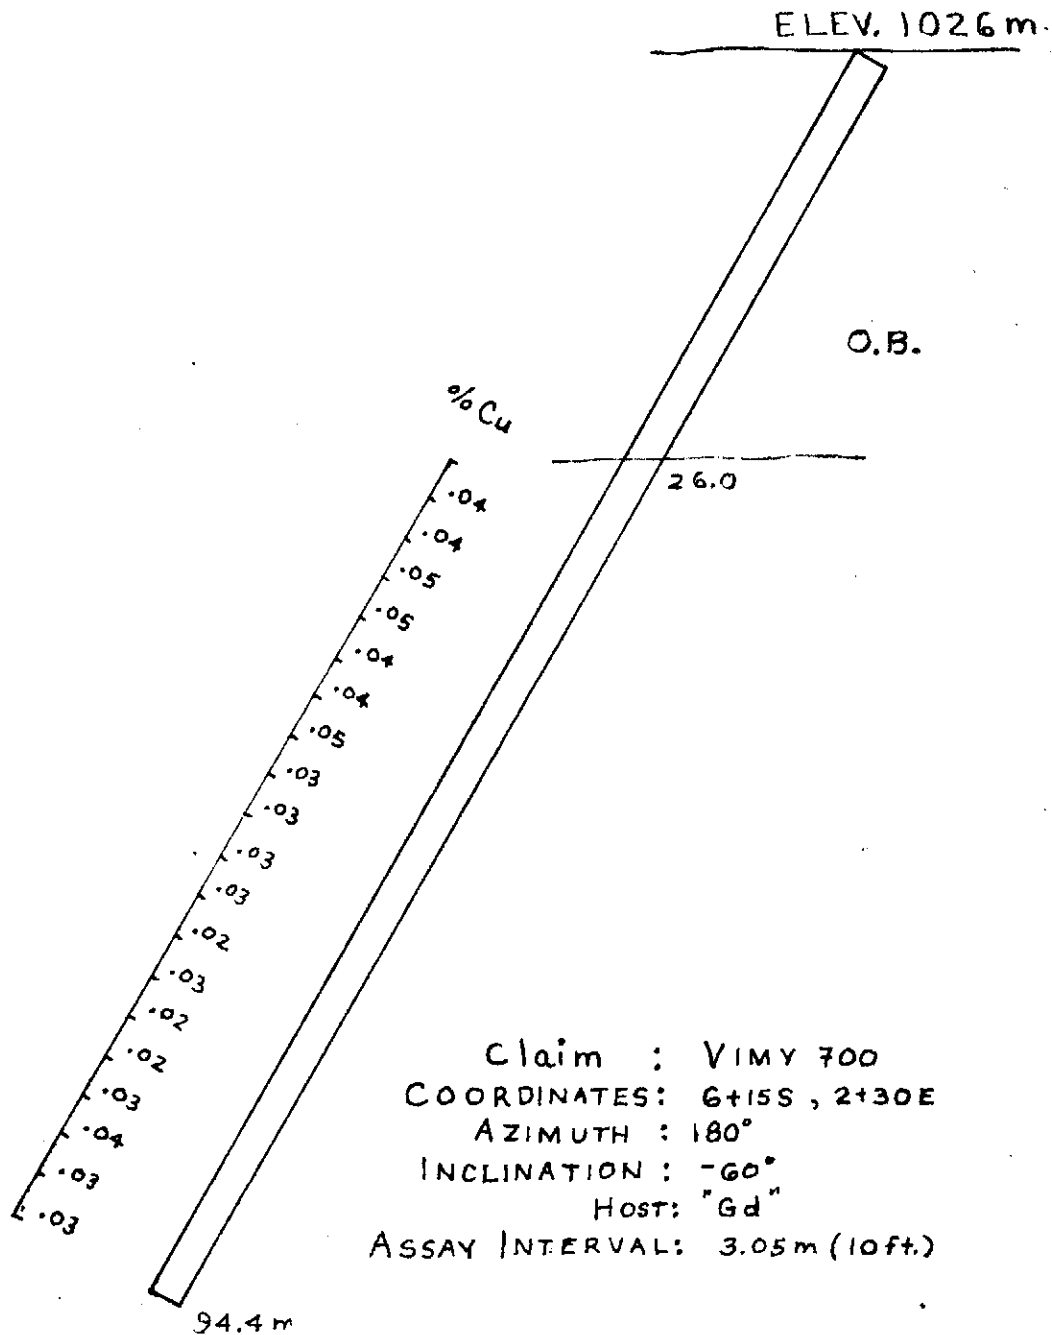 ELEV. 1026 m.
O.B.
% Cu
26.0
.04
.04
.05
.05
.04
.04
.05
.03
.03
.03
.03
.02
.03
.02
.02
.03
.04
.03
.03
Claim : VIMY 700
COORDINATES: 6+15S , 2+30E
AZIMUTH : 180°
INCLINATION : -60°
HOST: "Gd"
ASSAY INTERVAL: 3.05m (10ft.)
94.4 m